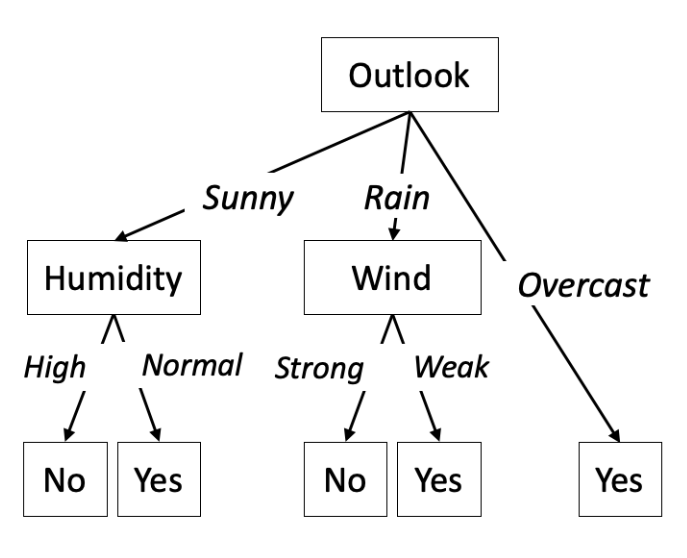 Outlook
Sunny Rain
Humidity Wind Overcast
High Normal Strong Weak
No Yes No Yes Yes